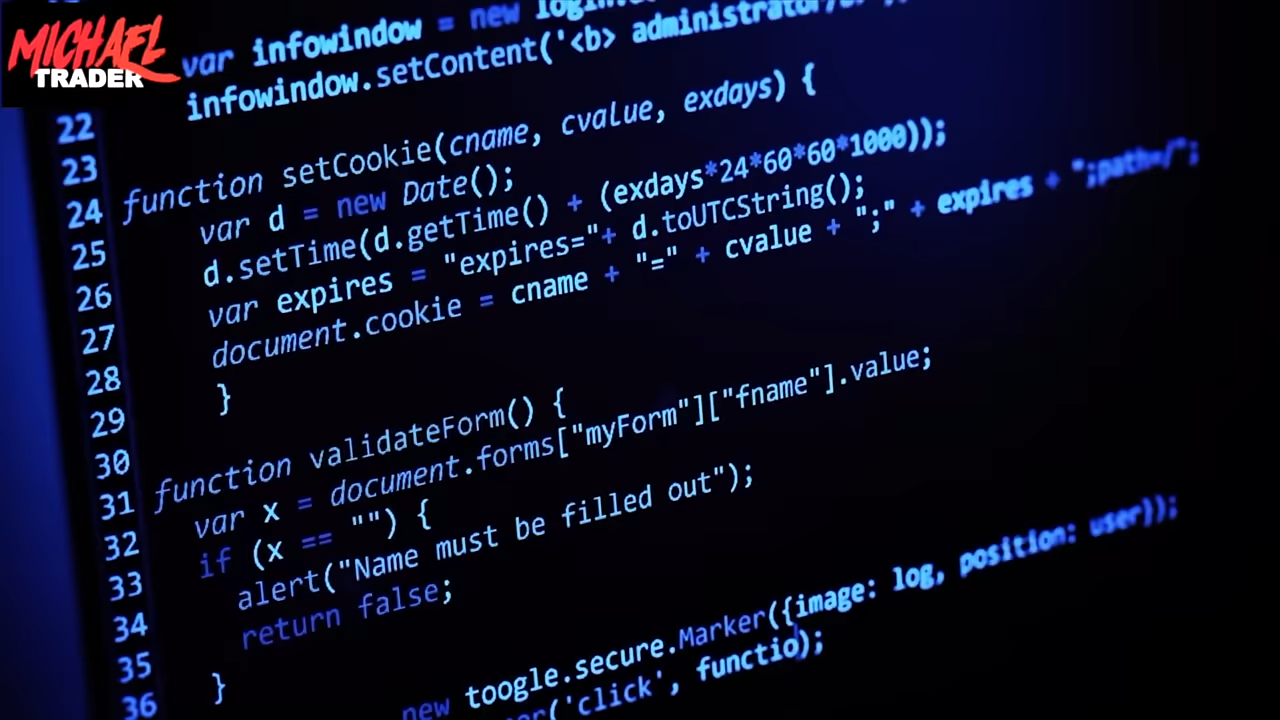 MICHAEL
TRADER
var infowindow = new
infowindow.setContent('<b> administrator/
22
23 function setCookie(cname, cvalue, exdays) {
24 var d = new Date();
25 d.setTime(d.getTime() + (exdays*24*60*60*1000));
26 var expires = "expires="+ d.toUTCString();
27 document.cookie = cname + "=" + cvalue + ";" + expires + ";path=/";
28 }
29
30 function validateForm() {
31 var x = document.forms["myForm"]["fname"].value;
32 if (x == "") {
33 alert("Name must be filled out");
34 return false;
35 }
36 new toogle.secure.Marker({image: log, position: user});
('click', functio);